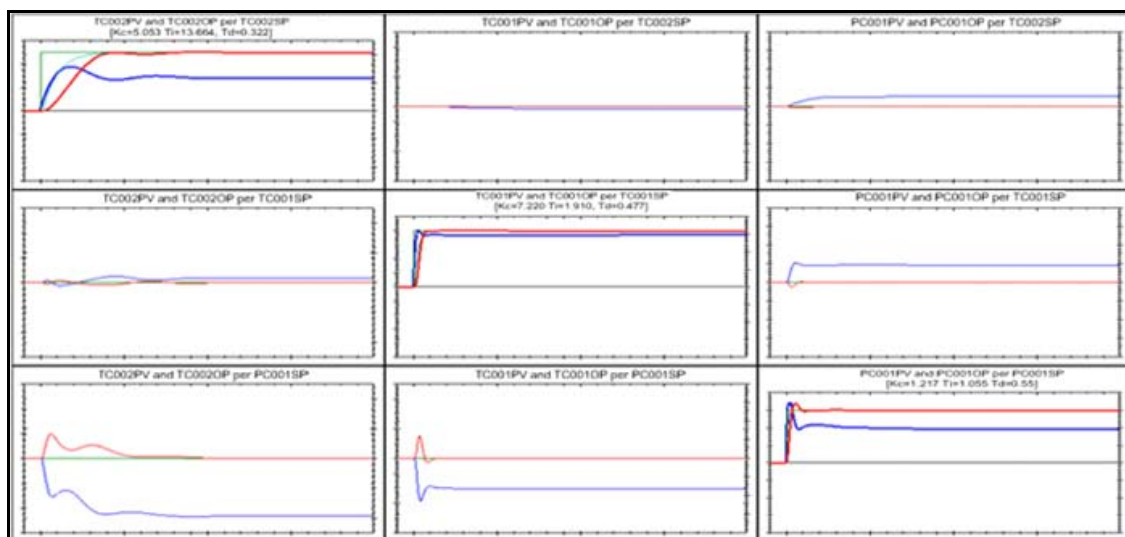 TC002PV and TC002OP per TC002SP
[Kc=5.053 Ti=13.664, Td=0.322]
TC001PV and TC001OP per TC002SP
PC001PV and PC001OP per TC002SP
TC002PV and TC002OP per TC001SP
TC001PV and TC001OP per TC001SP
[Kc=7.220 Ti=1.910, Td=0.477]
PC001PV and PC001OP per TC001SP
TC002PV and TC002OP per PC001SP
TC001PV and TC001OP per PC001SP
PC001PV and PC001OP per PC001SP
[Kc=1.217 Ti=1.055 Td=0.55]